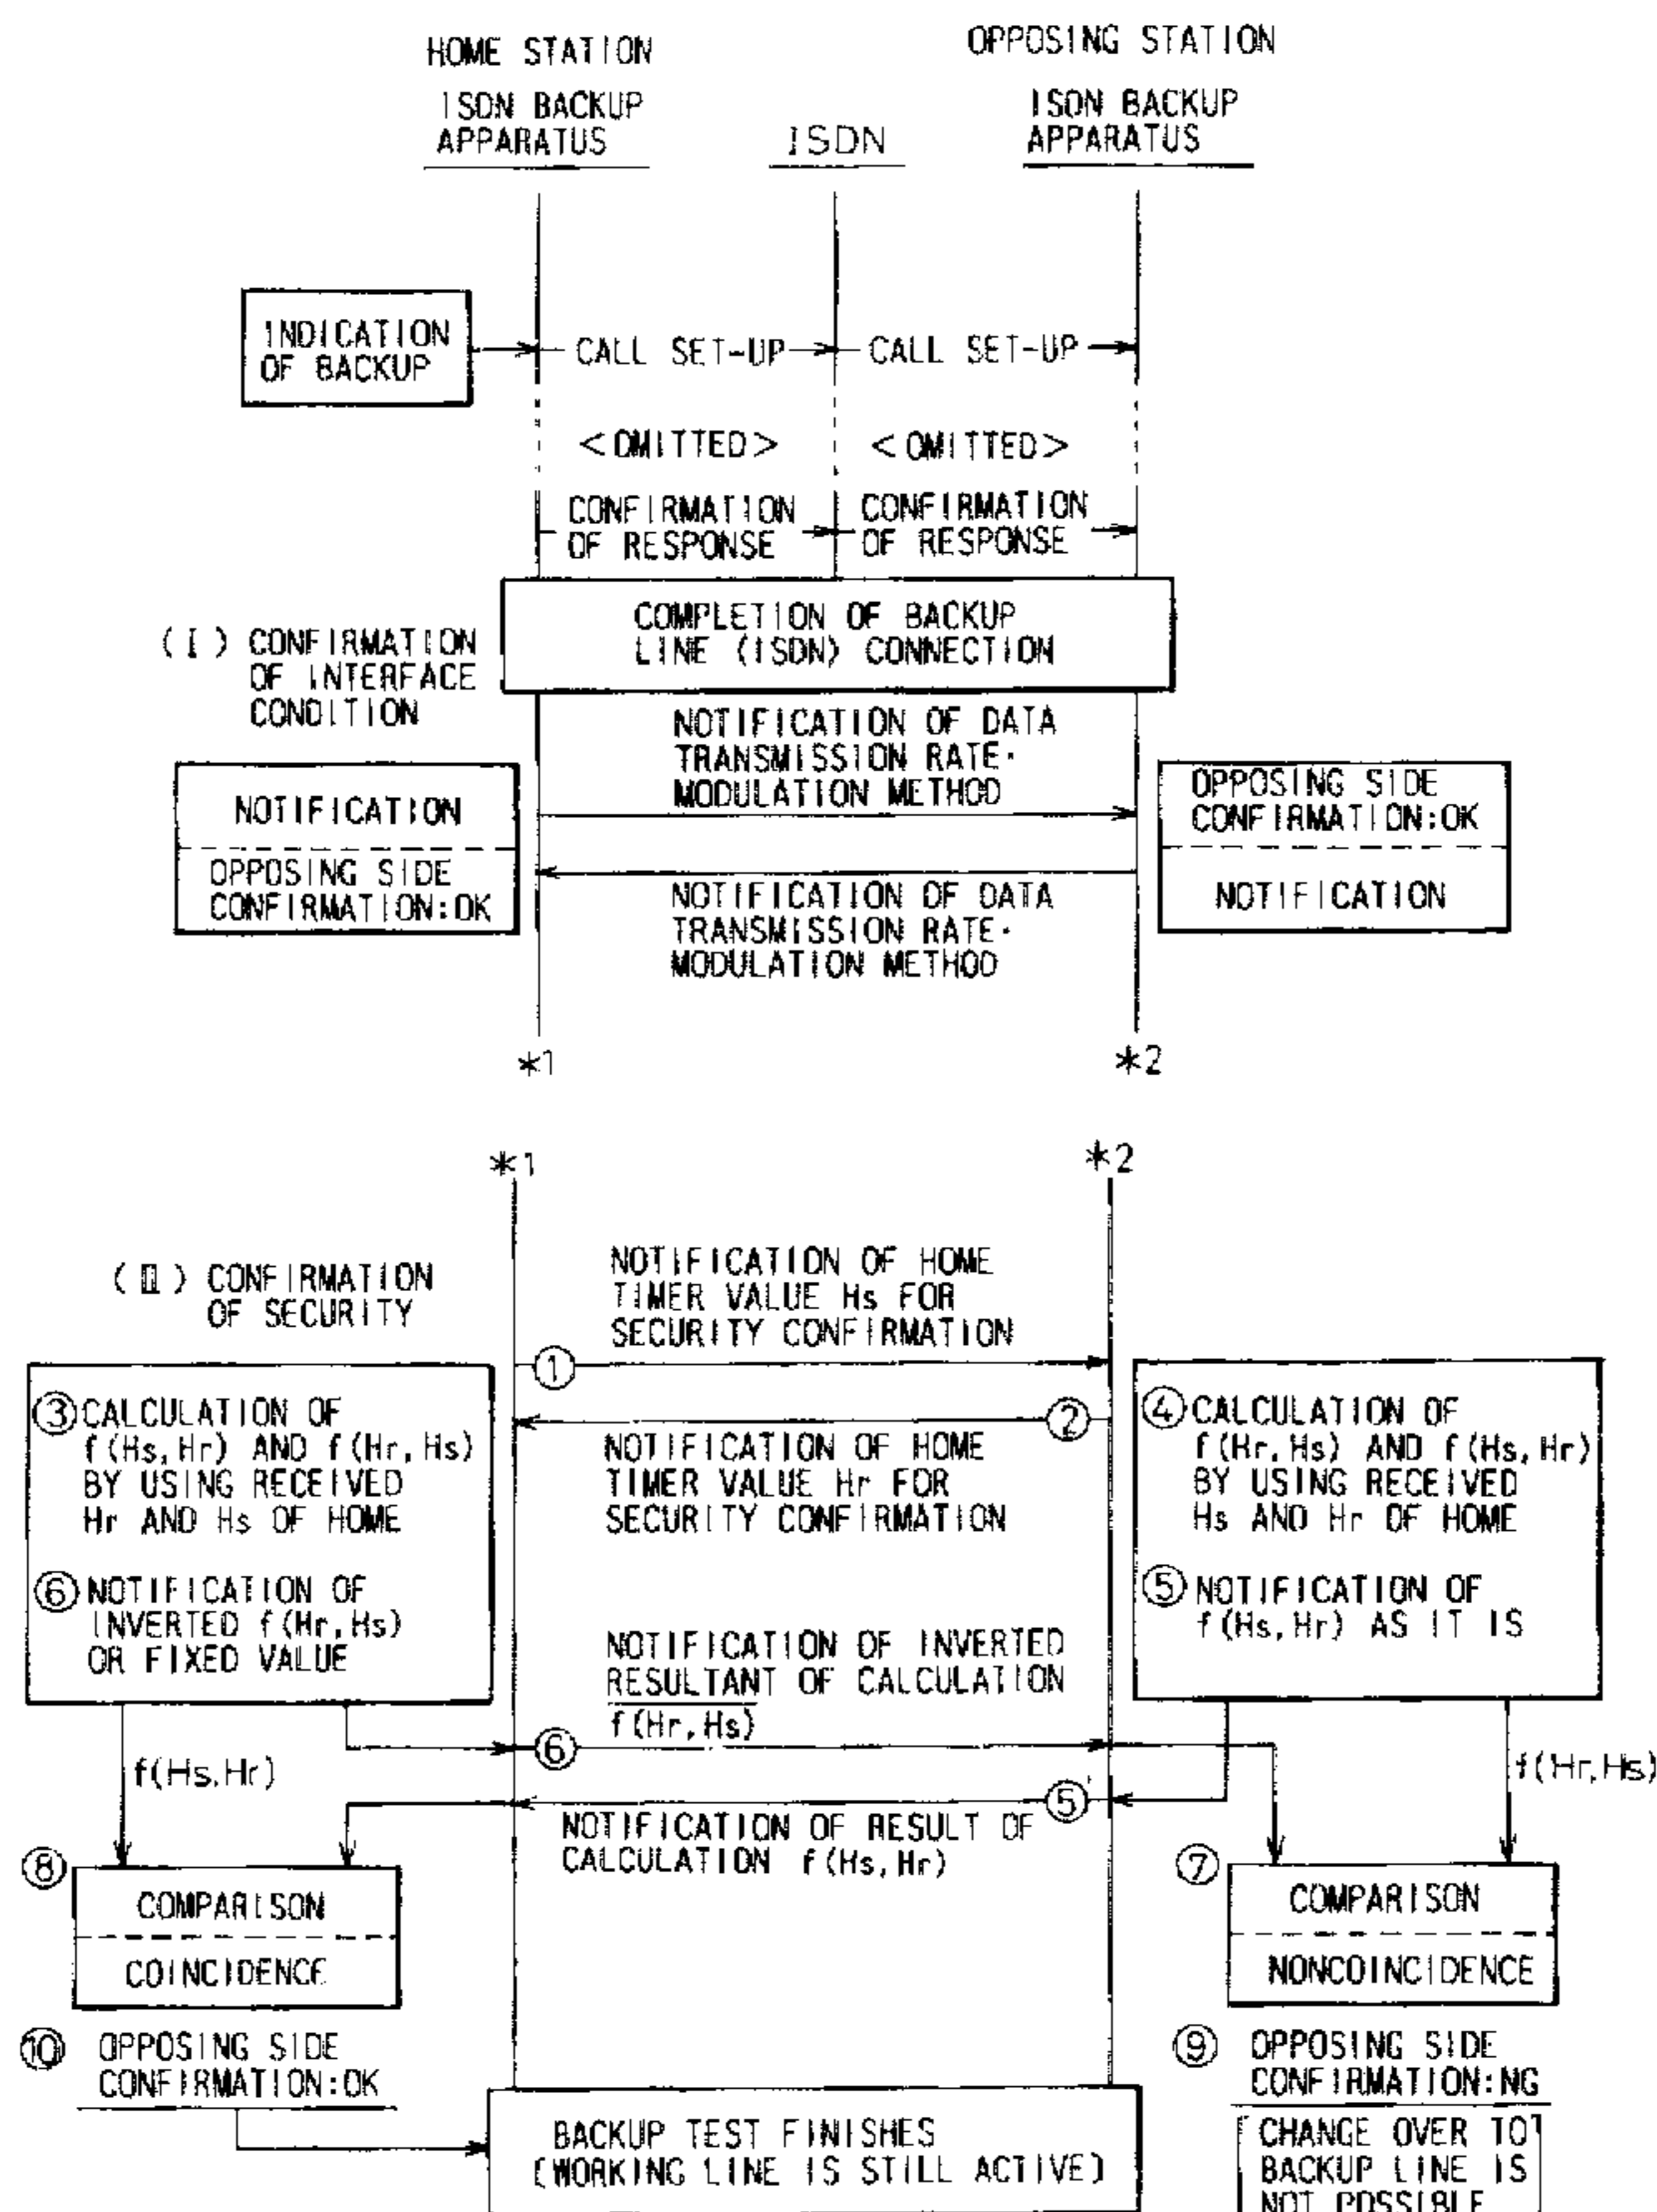 HOME STATION
OPPOSING STATION
ISDN BACKUP
APPARATUS
ISDN
ISDN BACKUP
APPARATUS
INDICATION
OF BACKUP
CALL SET-UP
CALL SET-UP
<OMITTED>
<OMITTED>
CONFIRMATION
OF RESPONSE
CONFIRMATION
OF RESPONSE
COMPLETION OF BACKUP
LINE (ISDN) CONNECTION
(I) CONFIRMATION
OF INTERFACE
CONDITION
NOTIFICATION OF DATA
TRANSMISSION RATE·
MODULATION METHOD
NOTIFICATION
OPPOSING SIDE
CONFIRMATION:OK
OPPOSING SIDE
CONFIRMATION:OK
NOTIFICATION
NOTIFICATION OF DATA
TRANSMISSION RATE·
MODULATION METHOD
*1
*2
*1
*2
(II) CONFIRMATION
OF SECURITY
NOTIFICATION OF HOME
TIMER VALUE Hs FOR
SECURITY CONFIRMATION
①
②
NOTIFICATION OF HOME
TIMER VALUE Hr FOR
SECURITY CONFIRMATION
③CALCULATION OF
f(Hs,Hr) AND f(Hr,Hs)
BY USING RECEIVED
Hr AND Hs OF HOME
⑥NOTIFICATION OF
INVERTED f(Hr,Hs)
OR FIXED VALUE
④CALCULATION OF
f(Hr,Hs) AND f(Hs,Hr)
BY USING RECEIVED
Hs AND Hr OF HOME
⑤NOTIFICATION OF
f(Hs,Hr) AS IT IS
NOTIFICATION OF INVERTED
RESULTANT OF CALCULATION
f(Hr,Hs)
⑥
f(Hs,Hr)
f(Hr,Hs)
⑤'
NOTIFICATION OF RESULT OF
CALCULATION f(Hs,Hr)
⑧
COMPARISON
COINCIDENCE
⑦
COMPARISON
NONCOINCIDENCE
⑩ OPPOSING SIDE
CONFIRMATION:OK
⑨ OPPOSING SIDE
CONFIRMATION:NG
BACKUP TEST FINISHES
(WORKING LINE IS STILL ACTIVE)
CHANGE OVER TO
BACKUP LINE IS
NOT POSSIBLE